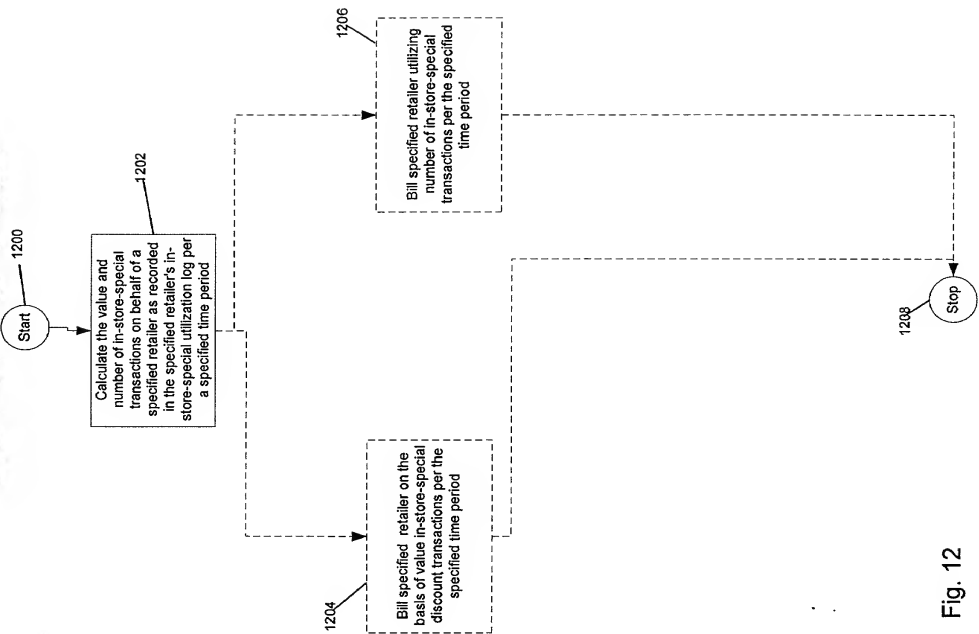 1200
Start
1202
Calculate the value and
number of in-store-special
transactions on behalf of a
specified retailer as recorded
in the specified retailer's in-
store-special utilization log per
a specified time period
1204
Bill specified retailer on the
basis of value in-store-special
discount transactions per the
specified time period
1206
Bill specified retailer utilizing
number of in-store-special
transactions per the specified
time period
1208
Stop
Fig. 12